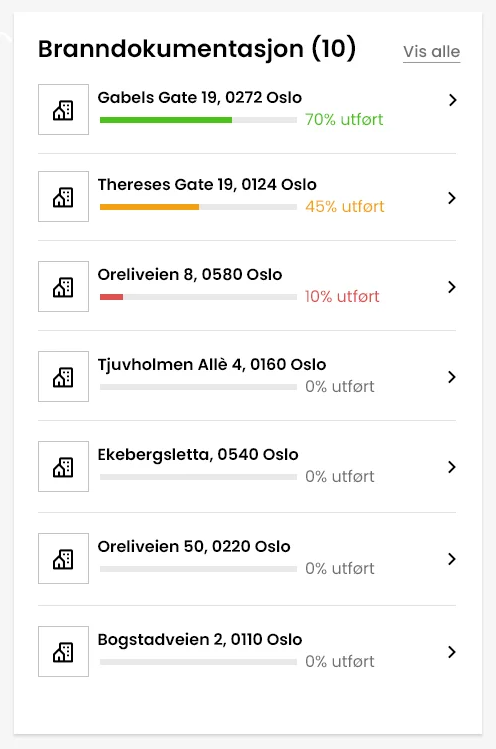 Branndokumentasjon (10)
Vis alle
Gabels Gate 19, 0272 Oslo
70% utført
Thereses Gate 19, 0124 Oslo
45% utført
Oreliveien 8, 0580 Oslo
10% utført
Tjuvholmen Allè 4, 0160 Oslo
0% utført
Ekebergsletta, 0540 Oslo
0% utført
Oreliveien 50, 0220 Oslo
0% utført
Bogstadveien 2, 0110 Oslo
0% utført